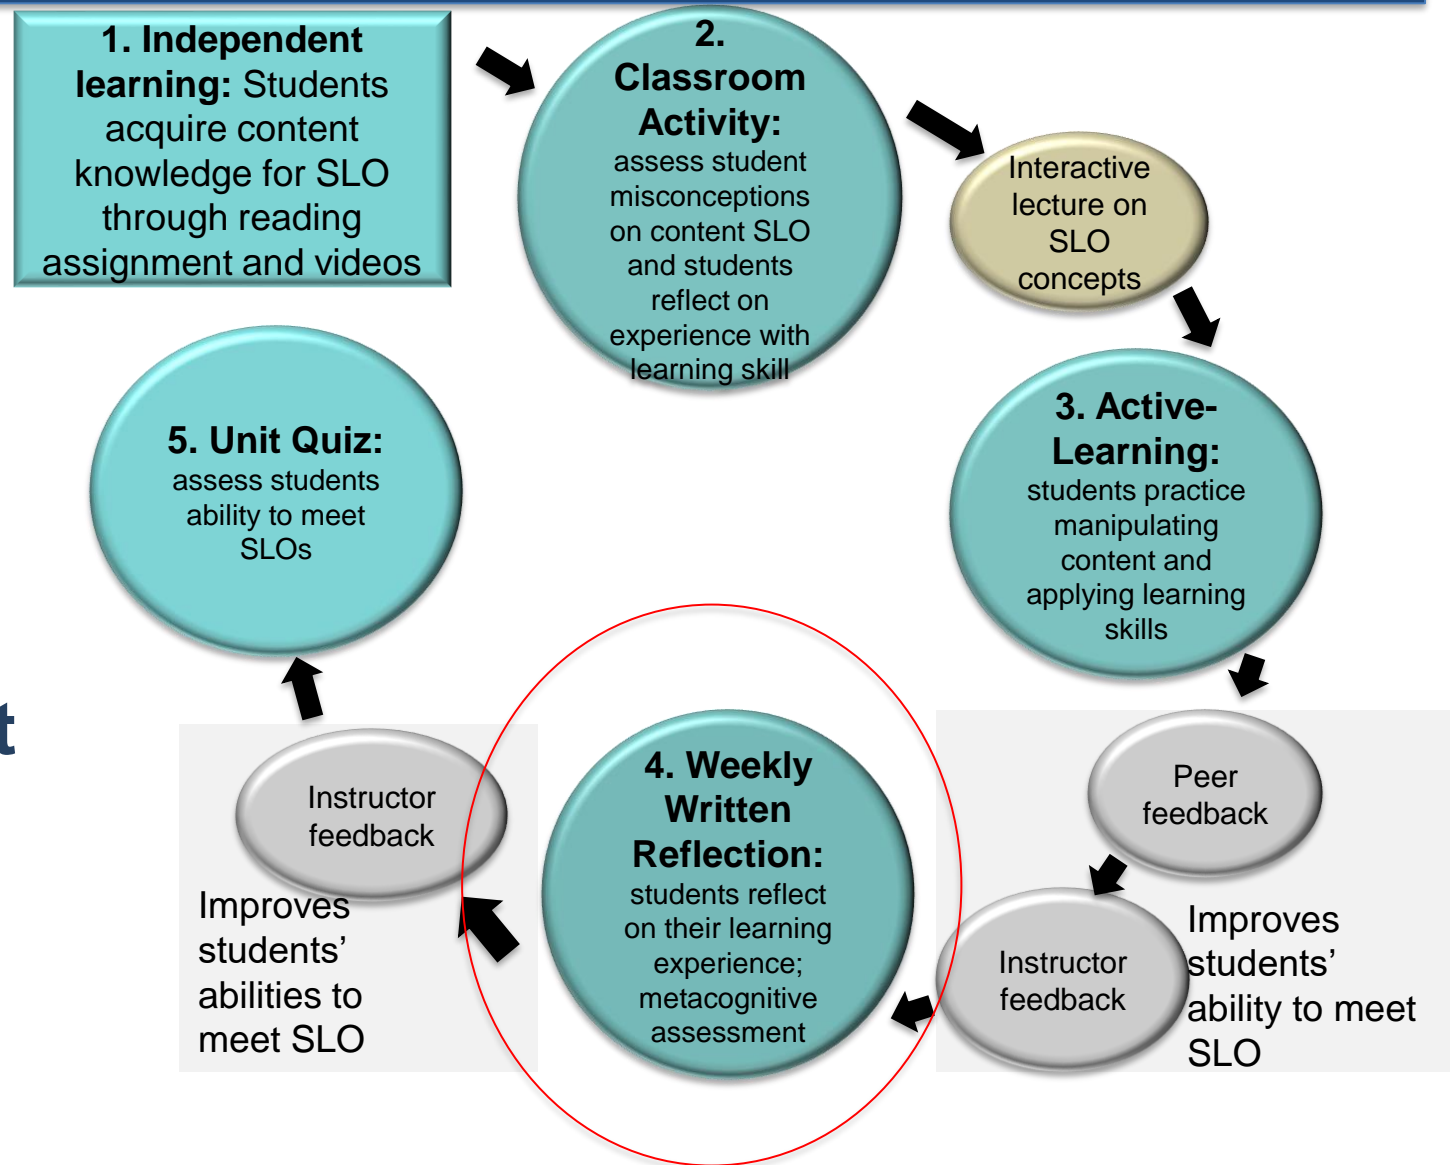 1. Independent
learning: Students
acquire content
knowledge for SLO
through reading
assignment and videos
2.
Classroom
Activity:
assess student
misconceptions
on content SLO
and students
reflect on
experience with
learning skill
Interactive
lecture on
SLO
concepts
3. Active-
Learning:
students practice
manipulating
content and
applying learning
skills
Peer
feedback
Instructor
feedback
Improves
students’
ability to meet
SLO
4. Weekly
Written
Reflection:
students reflect
on their learning
experience;
metacognitive
assessment
Instructor
feedback
Improves
students’
abilities to
meet SLO
5. Unit Quiz:
assess students
ability to meet
SLOs
t